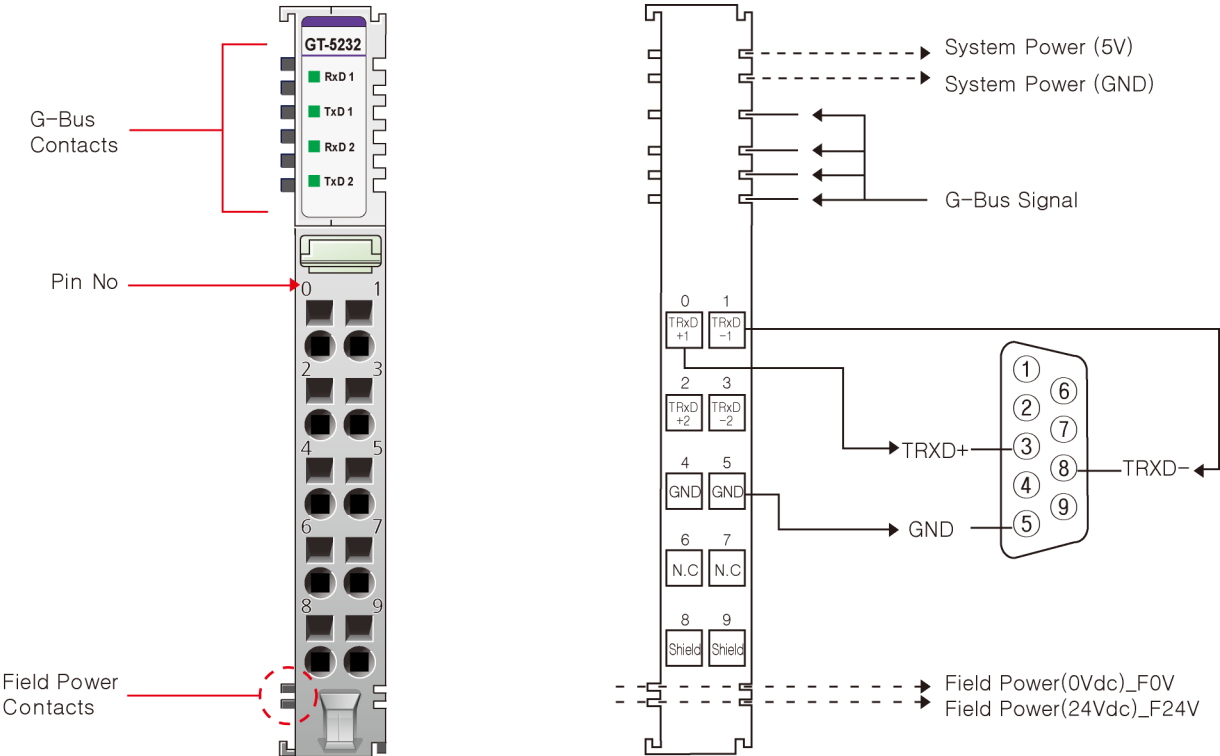 GT-5232
RxD 1
TxD 1
RxD 2
TxD 2
G-Bus
Contacts
Pin No
0 1
2 3
4 5
6 7
8 9
Field Power
Contacts
System Power (5V)
System Power (GND)
G-Bus Signal
0 1
TRxD
+1
TRxD
-1
2 3
TRxD
+2
TRxD
-2
4 5
GND GND
6 7
N.C N.C
8 9
Shield Shield
TRXD+
GND
1
2
3
4
5
6
7
8
9
TRXD-
Field Power(0Vdc)_F0V
Field Power(24Vdc)_F24V